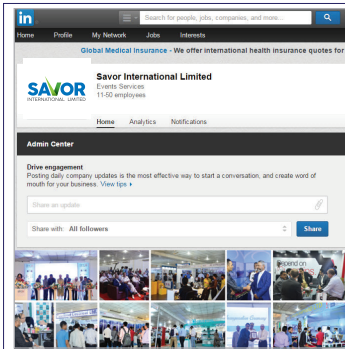 in
Search for people, jobs, companies, and more...
Home Profile My Network Jobs Interests
Global Medical Insurance - We offer international health insurance quotes for
SAVOR
INTERNATIONAL LIMITED
Savor International Limited
Events Services
11-50 employees
Home Analytics Notifications
Admin Center
Drive engagement
Posting daily company updates is the most effective way to start a conversation, and create word of
mouth for your business. View tips
Share an update
Share with: All followers
Share